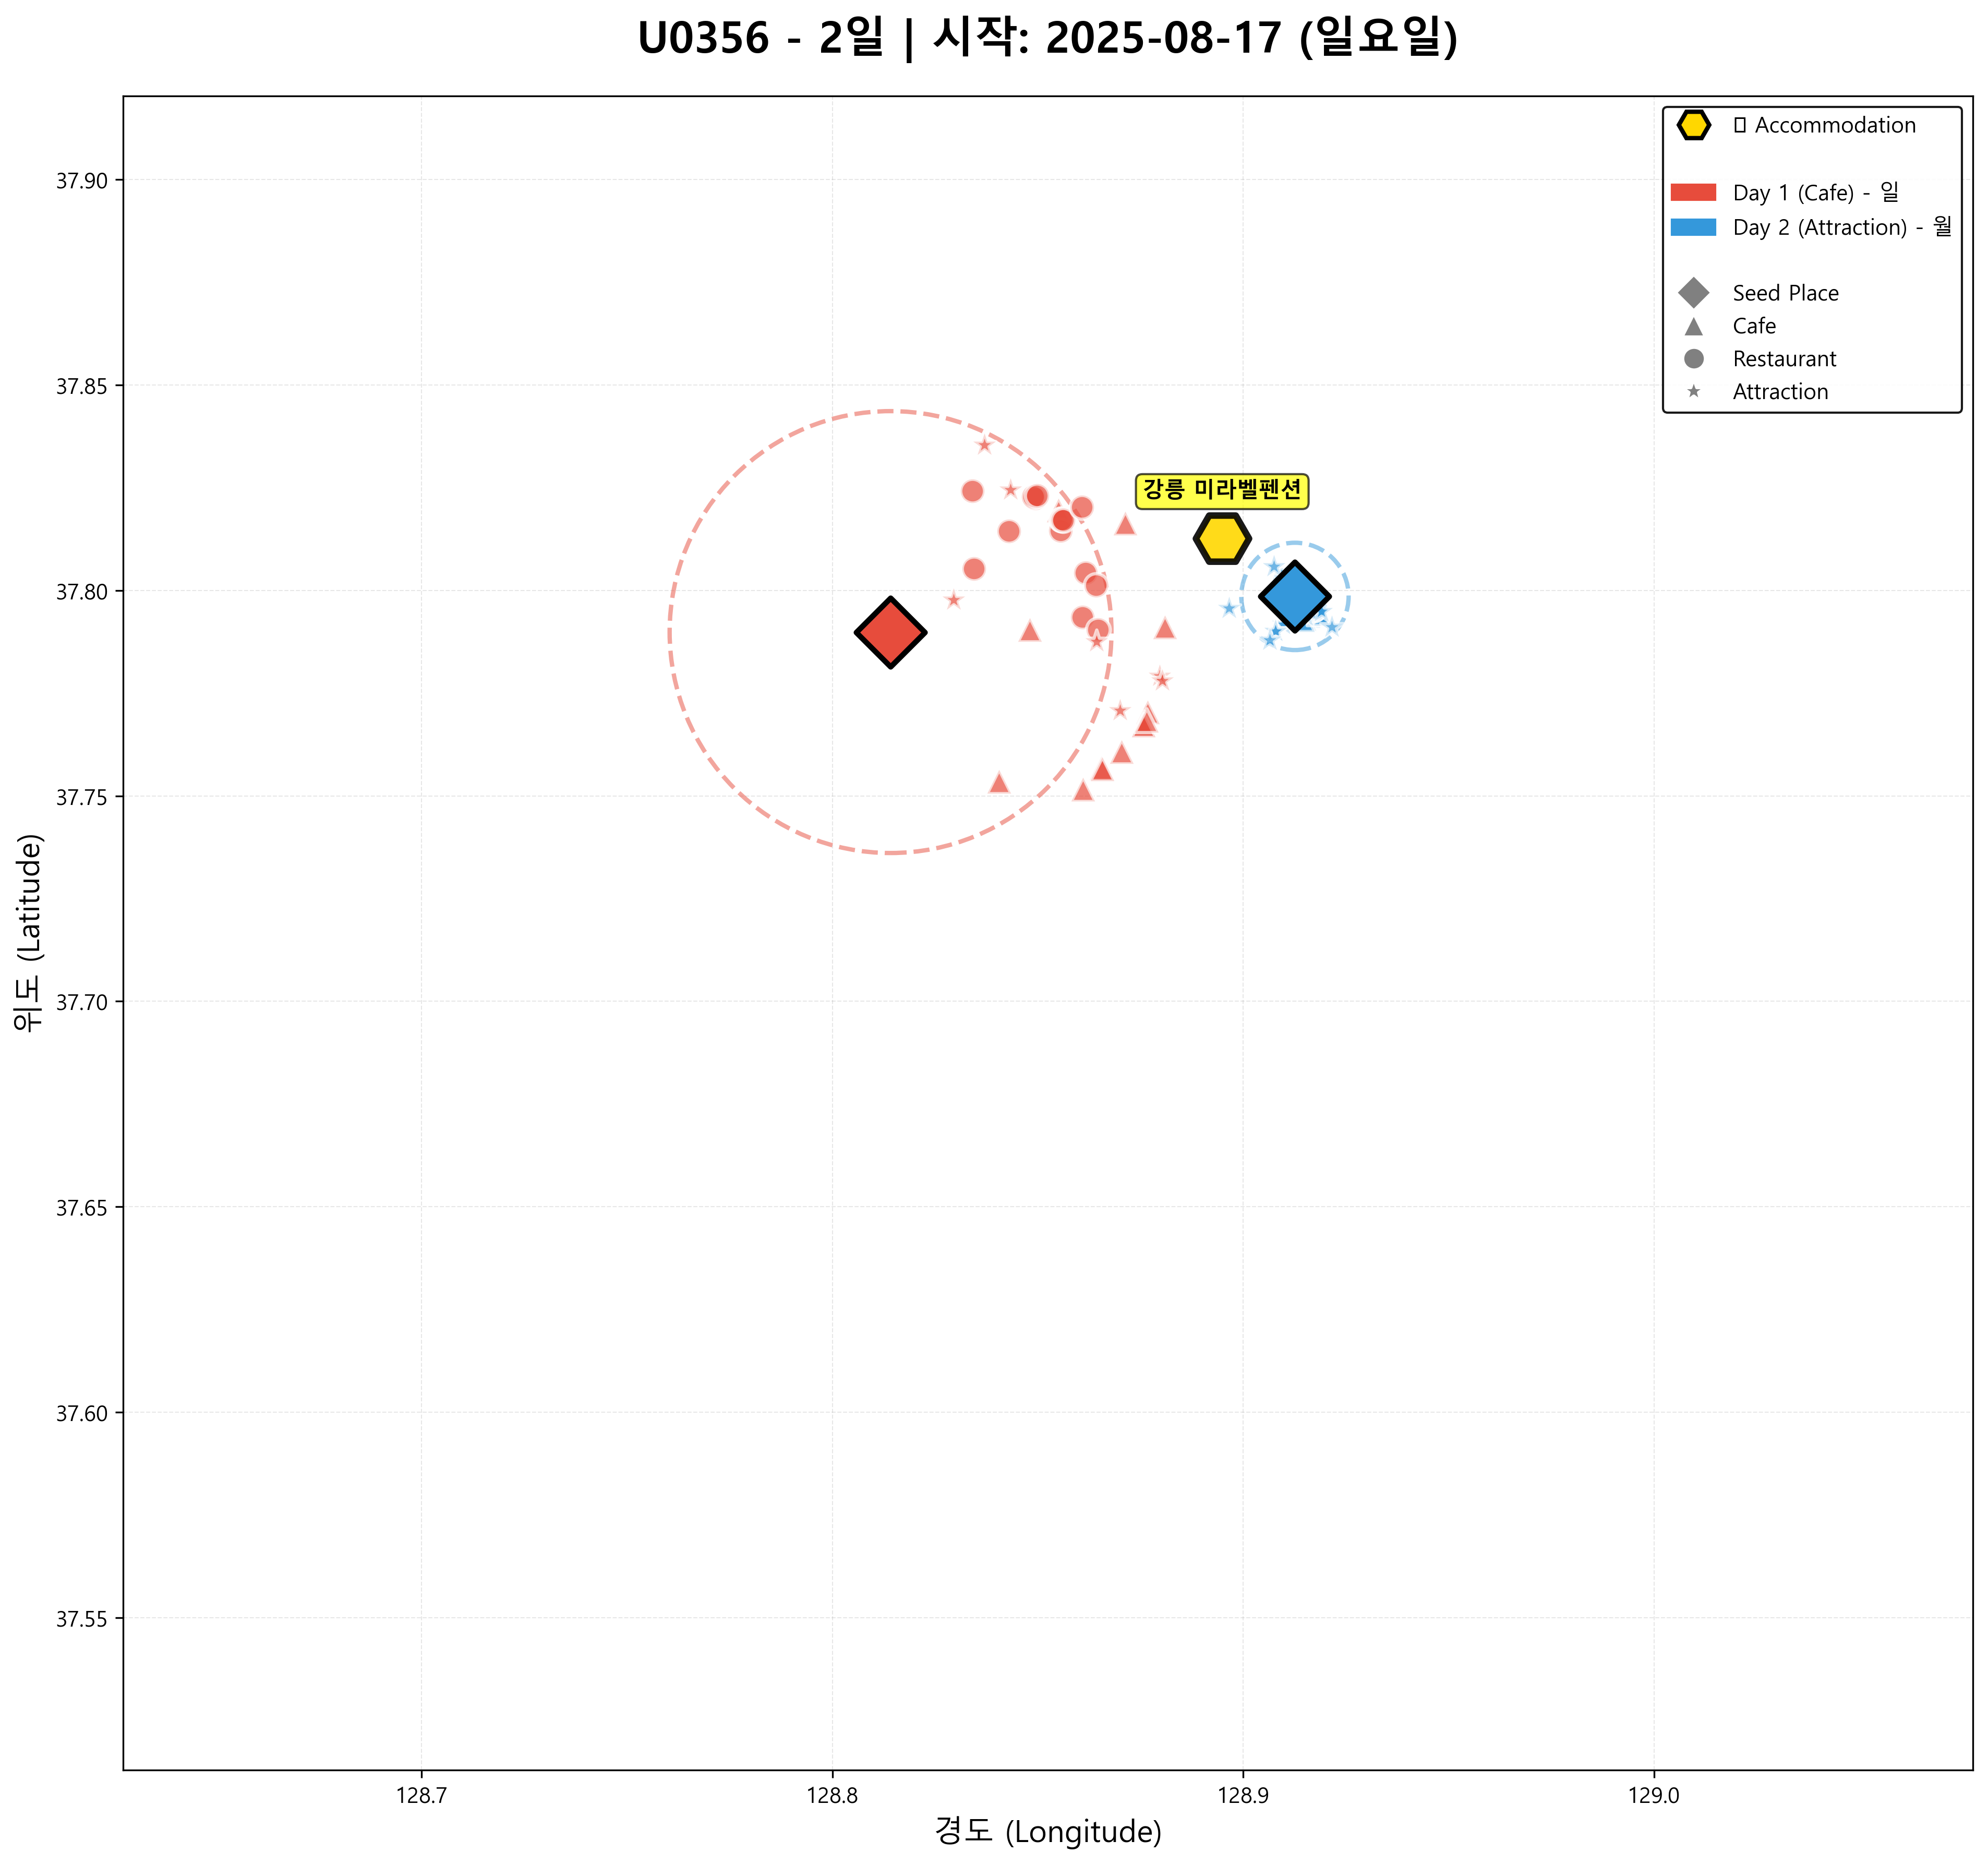 U0356 - 2일 | 시작: 2025-08-17 (일요일)
Accommodation
Day 1 (Cafe) - 일
Day 2 (Attraction) - 월
Seed Place
Cafe
Restaurant
Attraction
강릉 미라벨펜션
위도 (Latitude)
37.90
37.85
37.80
37.75
37.70
37.65
37.60
37.55
128.7
128.8
128.9
129.0
경도 (Longitude)